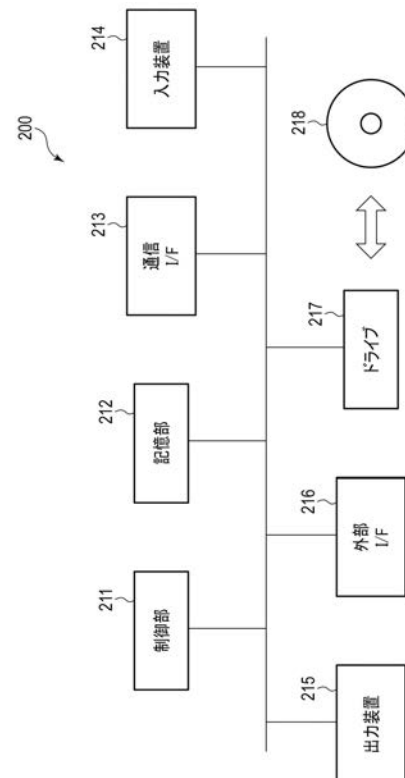 200
211
制御部
212
記憶部
213
通信
I/F
214
入力装置
215
出力装置
216
外部
I/F
217
ドライブ
218